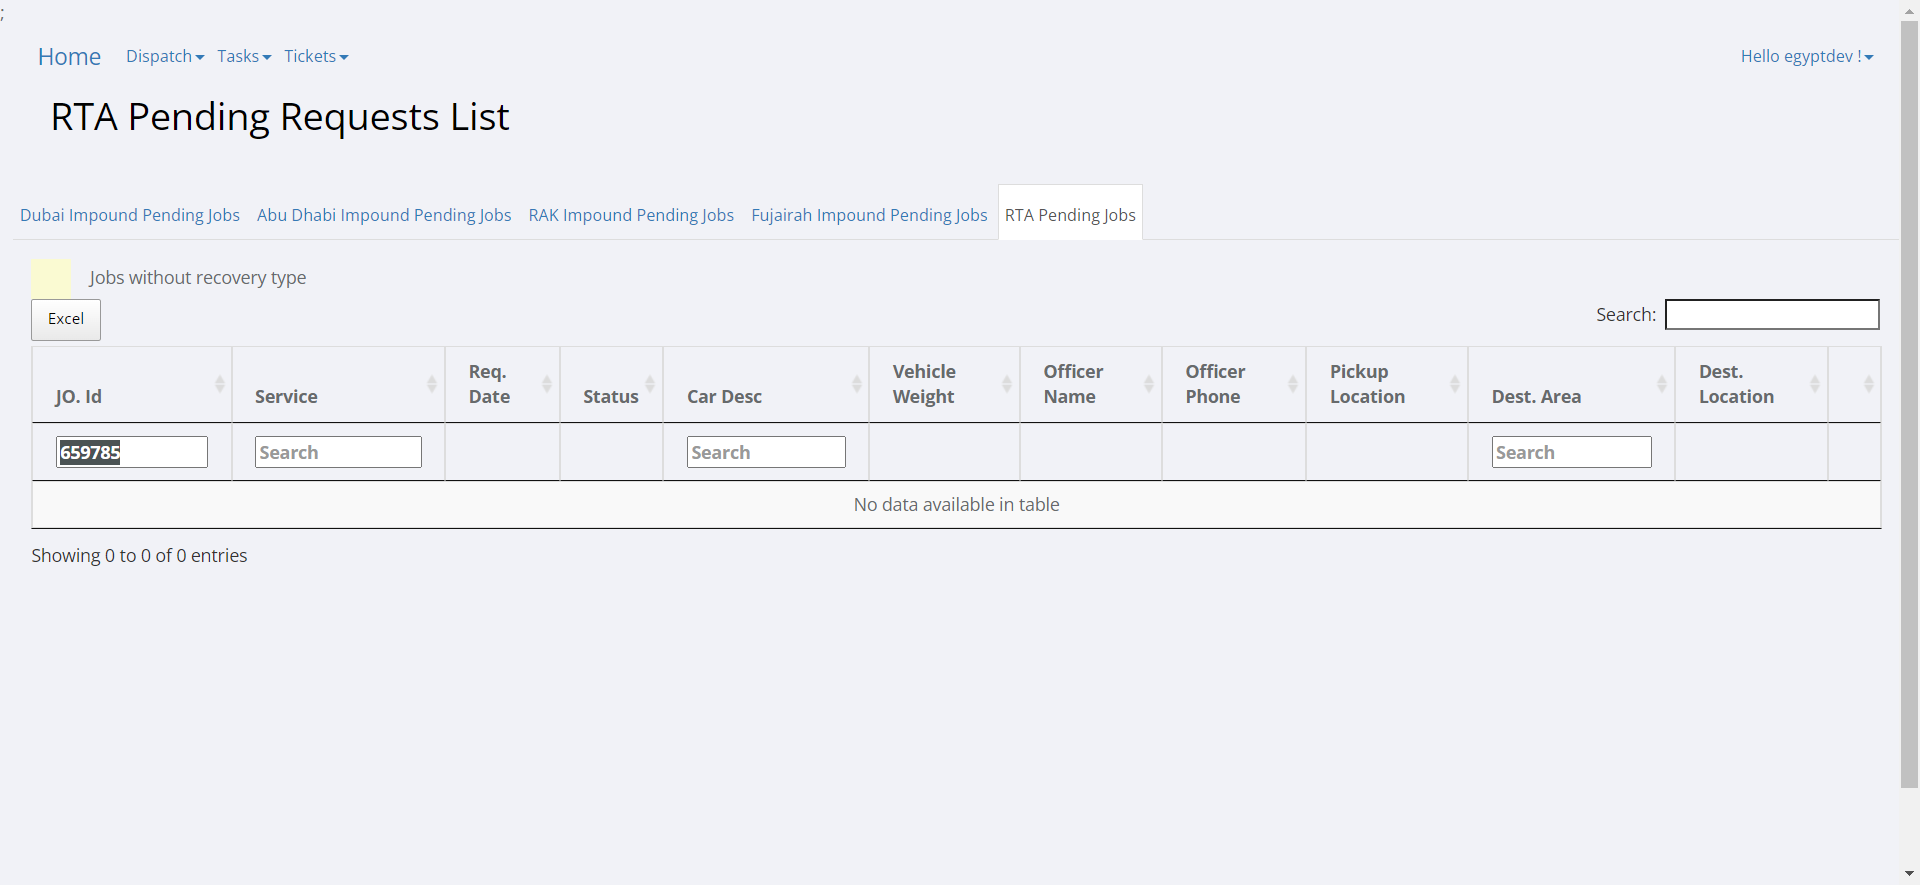 ;
Home Dispatch Tasks Tickets Hello egyptdev !
RTA Pending Requests List
Dubai Impound Pending Jobs Abu Dhabi Impound Pending Jobs RAK Impound Pending Jobs Fujairah Impound Pending Jobs RTA Pending Jobs
Jobs without recovery type
Excel Search:
JO. Id Service Req. Date Status Car Desc Vehicle Weight Officer Name Officer Phone Pickup Location Dest. Area Dest. Location
659785 Search Search Search
No data available in table
Showing 0 to 0 of 0 entries